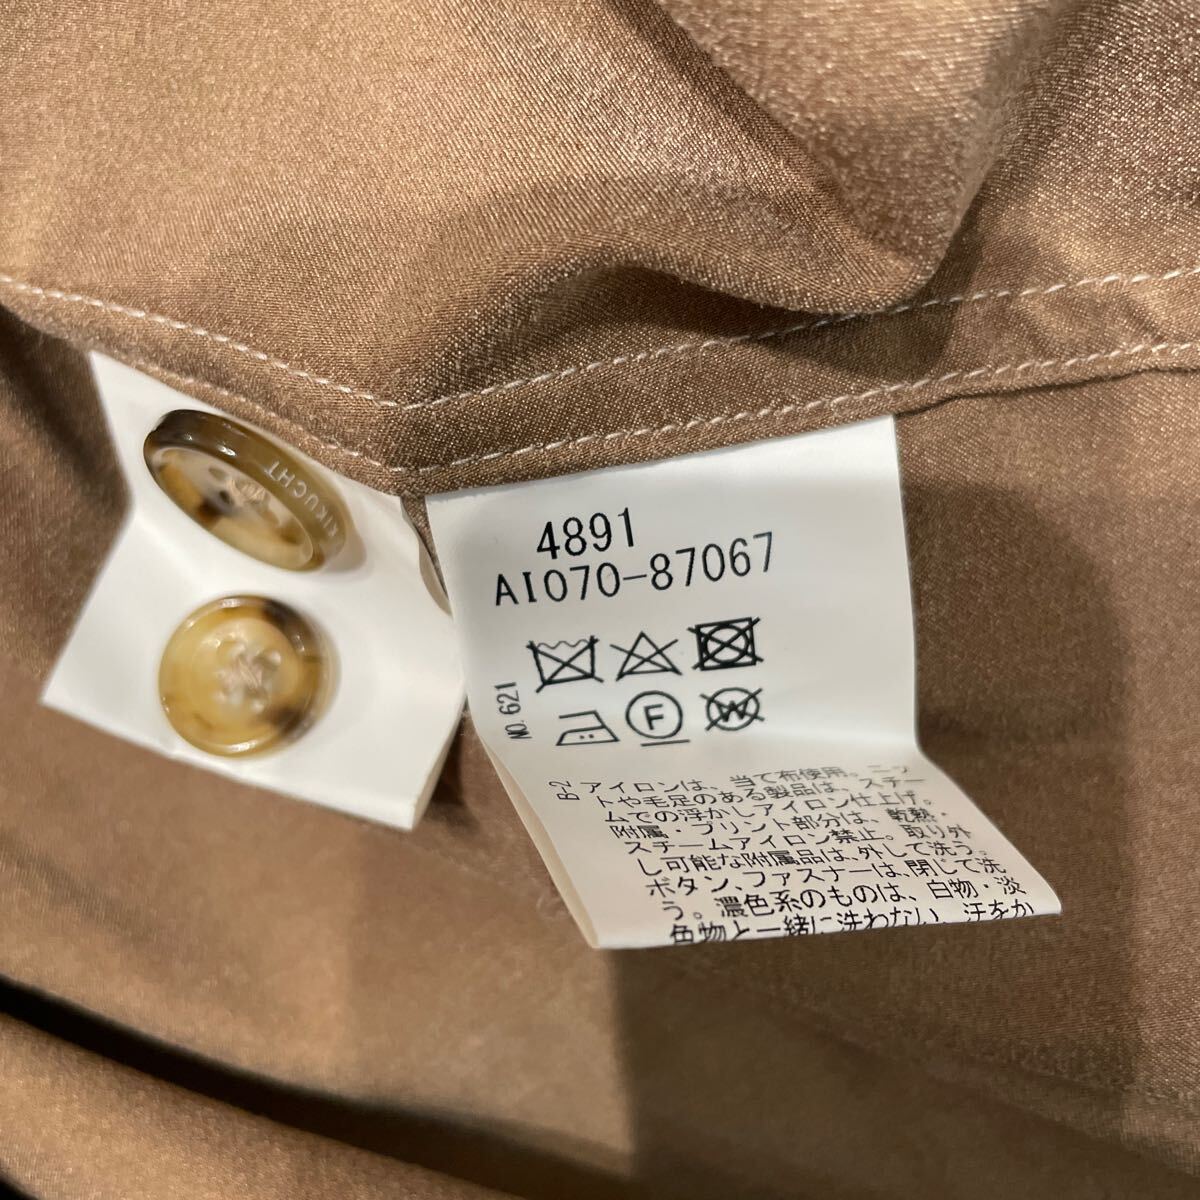 KIKUCHI
4891
AI070-87067
NO. 621
F
W
B-2
アイロンは、当て布使用。ニッ
トや毛足のある製品は、スチー
ムでの浮かしアイロン仕上げ。
附属・プリント部分は、乾熱・
スチームアイロン禁止。取り外
し可能な附属品は、外して洗う。
ボタン、ファスナーは、閉じて洗
う。濃色系のものは、白物・淡
色物と一緒に洗わない。汗をか